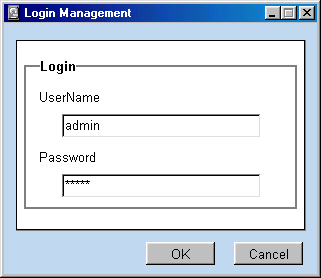 Login Management
Login
UserName
admin
Password
*****
OK Cancel